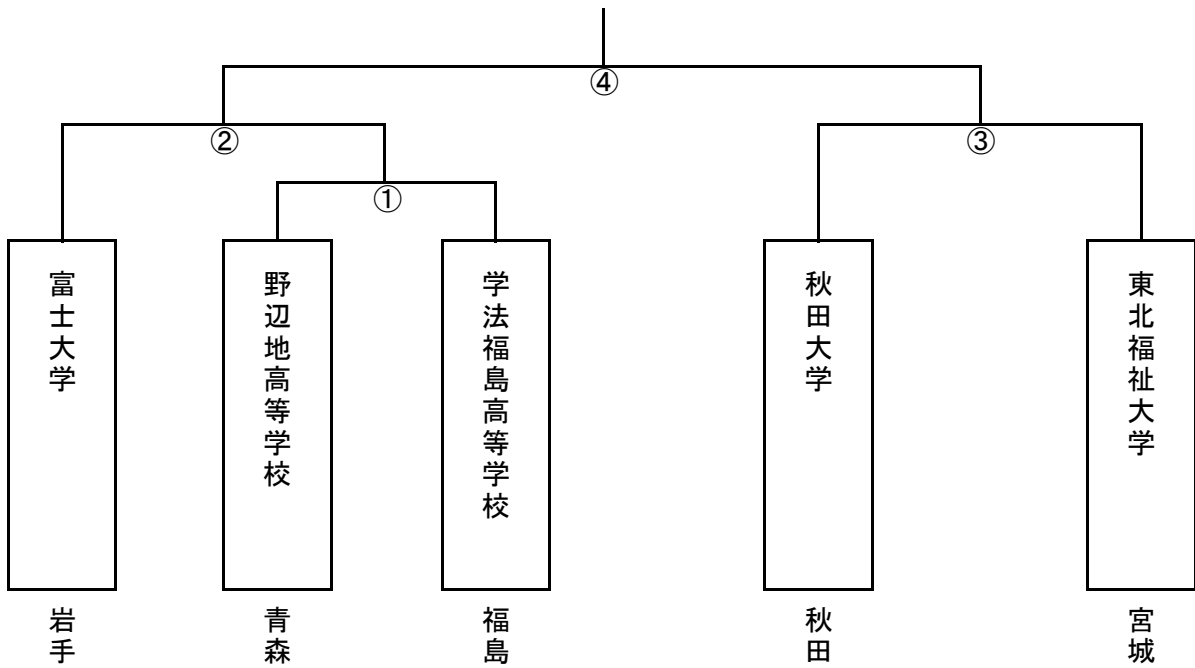 ④
②
③
①
富士大学
野辺地高等学校
学法福島高等学校
秋田大学
東北福祉大学
岩手
青森
福島
秋田
宮城